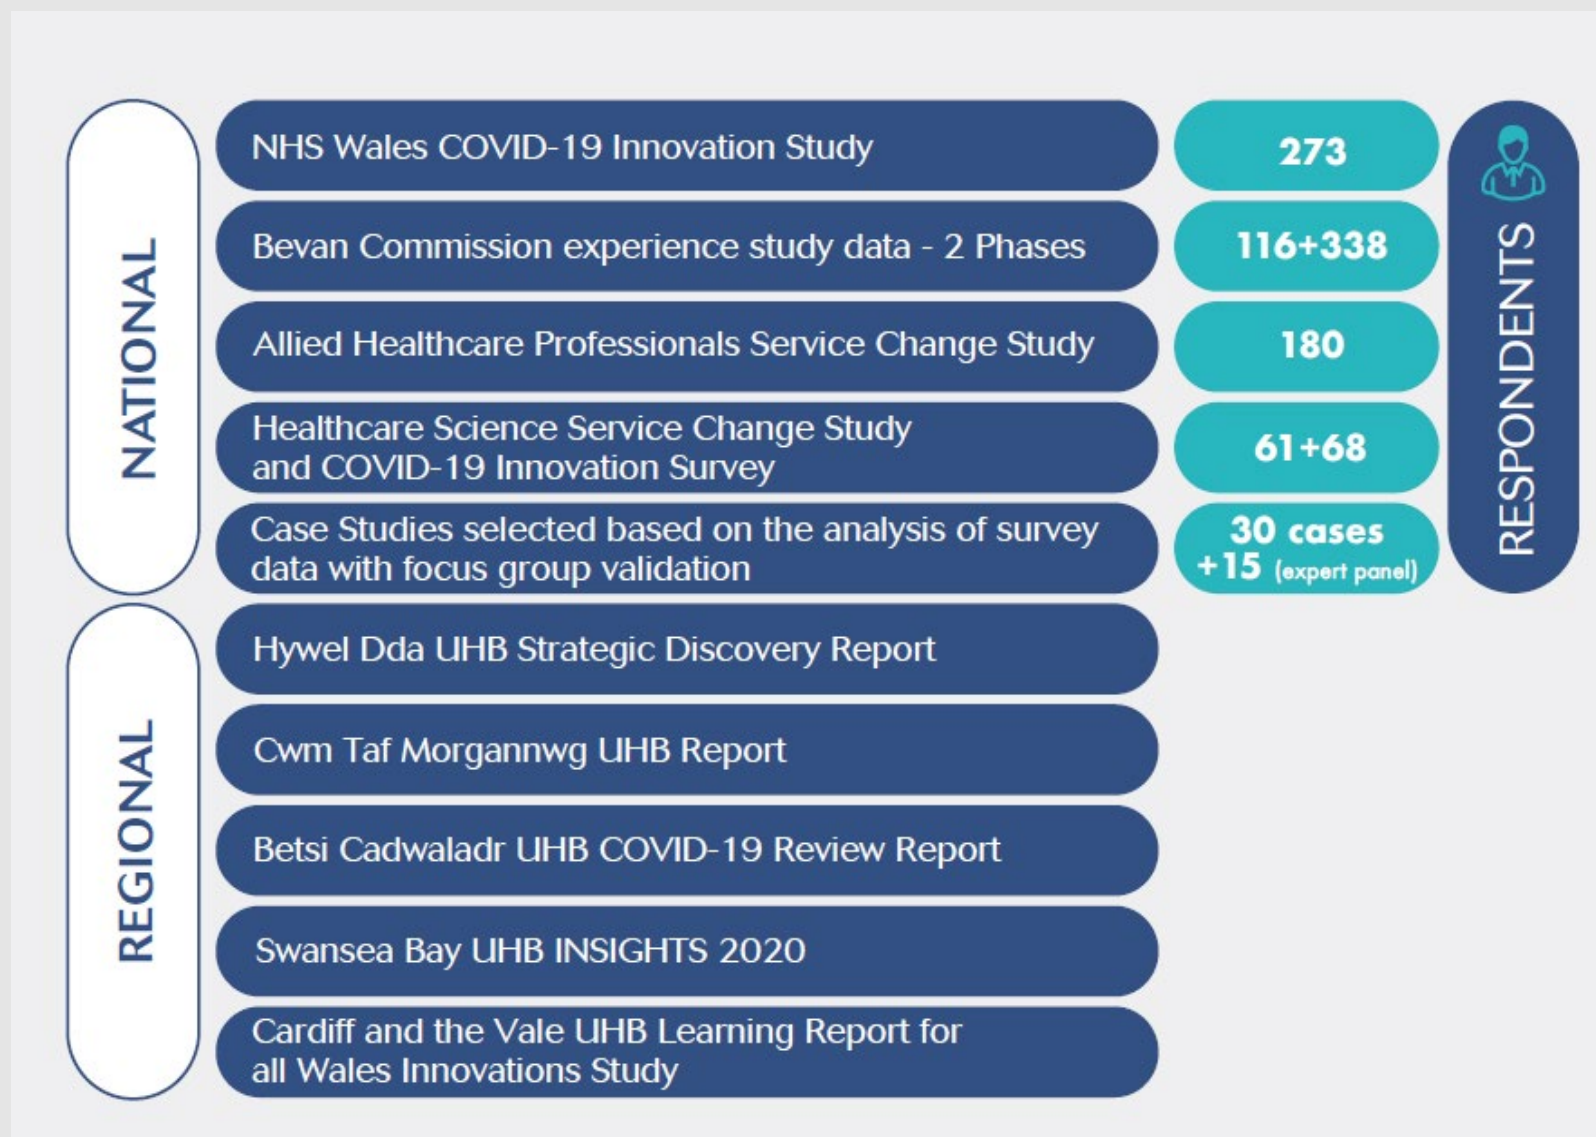 NATIONAL
NHS Wales COVID-19 Innovation Study
273
Bevan Commission experience study data - 2 Phases
116+338
Allied Healthcare Professionals Service Change Study
180
Healthcare Science Service Change Study
and COVID-19 Innovation Survey
61+68
Case Studies selected based on the analysis of survey
data with focus group validation
30 cases
+15 (expert panel)
RESPONDENTS
REGIONAL
Hywel Dda UHB Strategic Discovery Report
Cwm Taf Morgannwg UHB Report
Betsi Cadwaladr UHB COVID-19 Review Report
Swansea Bay UHB INSIGHTS 2020
Cardiff and the Vale UHB Learning Report for
all Wales Innovations Study